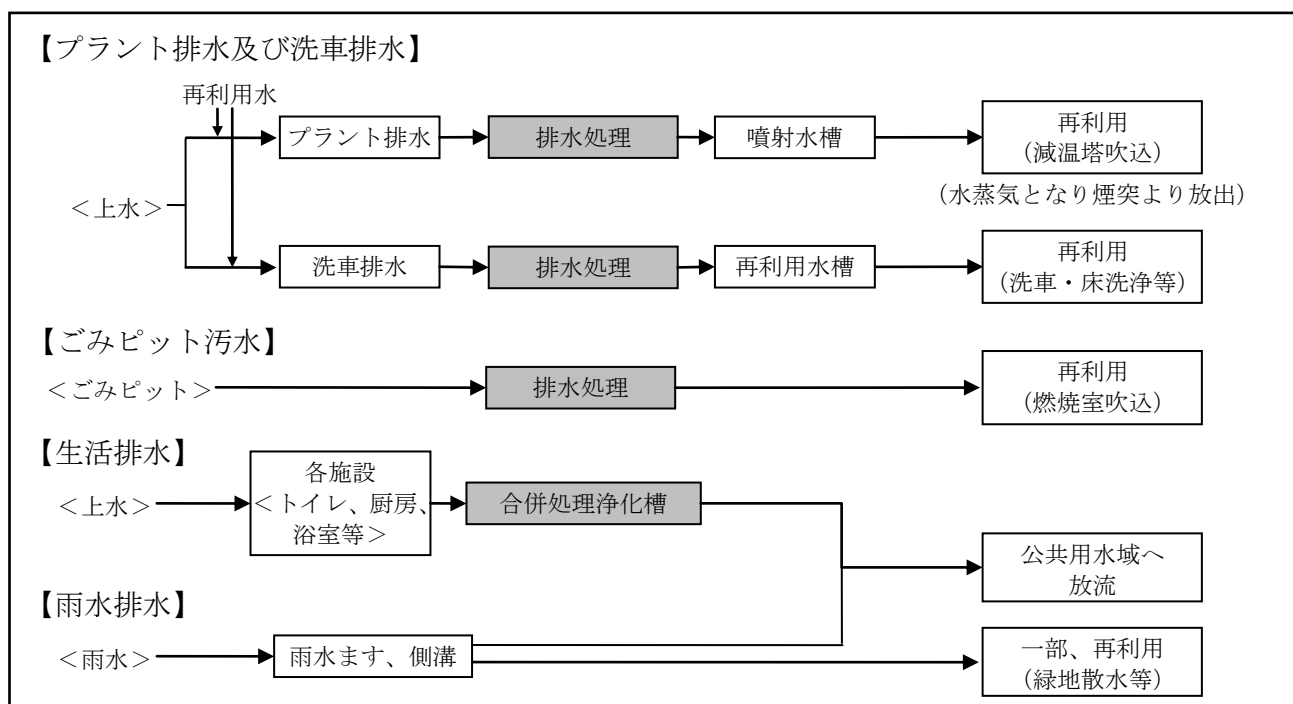 【プラント排水及び洗車排水】
再利用水
<上水>
プラント排水
排水処理
噴射水槽
再利用
(減温塔吹込)
(水蒸気となり煙突より放出)
洗車排水
排水処理
再利用水槽
再利用
(洗車・床洗浄等)
【ごみピット汚水】
<ごみピット>
排水処理
再利用
(燃焼室吹込)
【生活排水】
<上水>
各施設
<トイレ、厨房、
浴室等>
合併処理浄化槽
公共用水域へ
放流
【雨水排水】
<雨水>
雨水ます、側溝
一部、再利用
(緑地散水等)